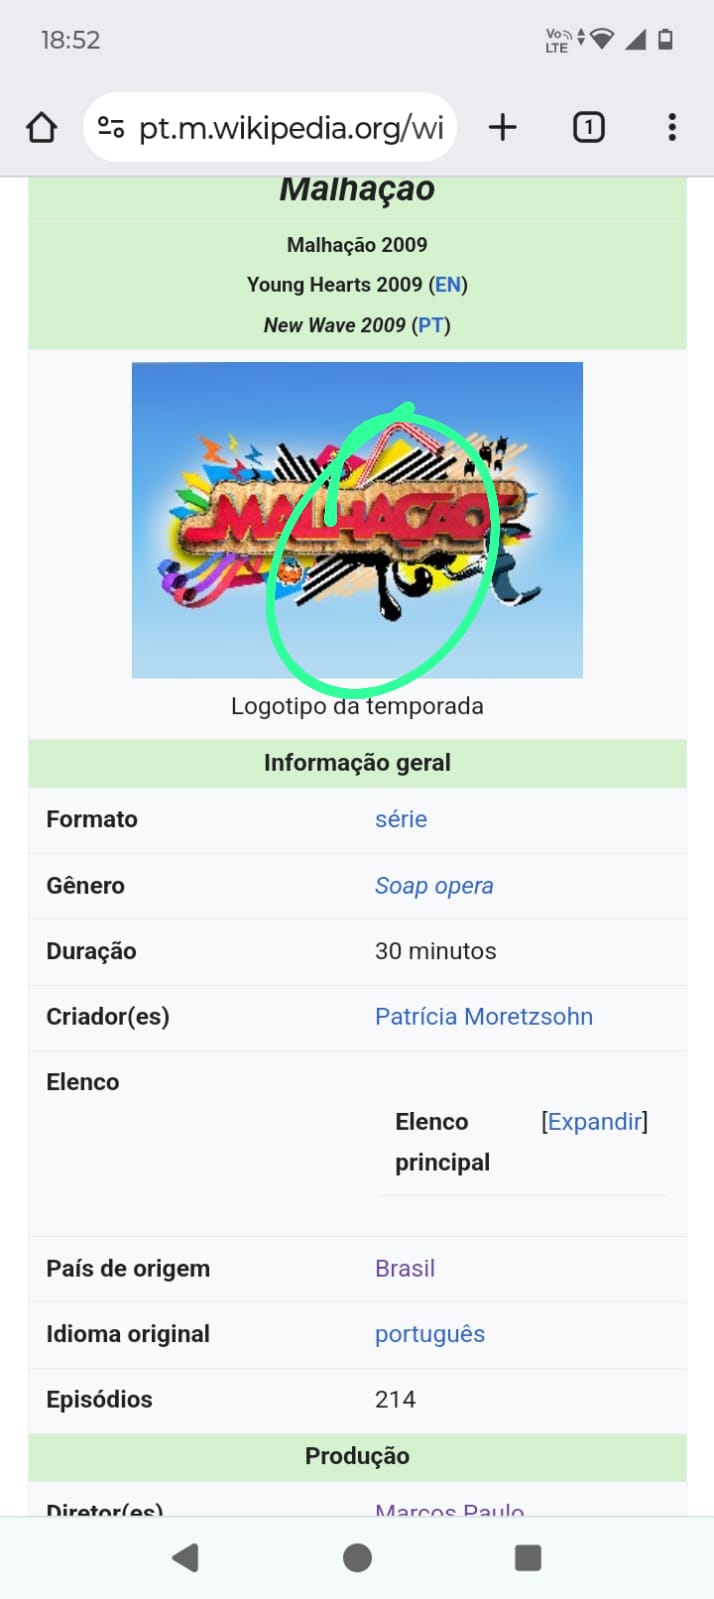 18:52
Vo
LTE
pt.m.wikipedia.org/wi
1
Malhação
Malhação 2009
Young Hearts 2009 (EN)
New Wave 2009 (PT)
MALHAÇÃO
Logotipo da temporada
Informação geral
Formato série
Gênero Soap opera
Duração 30 minutos
Criador(es) Patrícia Moretzsohn
Elenco
Elenco principal [Expandir]
País de origem Brasil
Idioma original português
Episódios 214
Produção
Diretor(es) Marcos Paulo